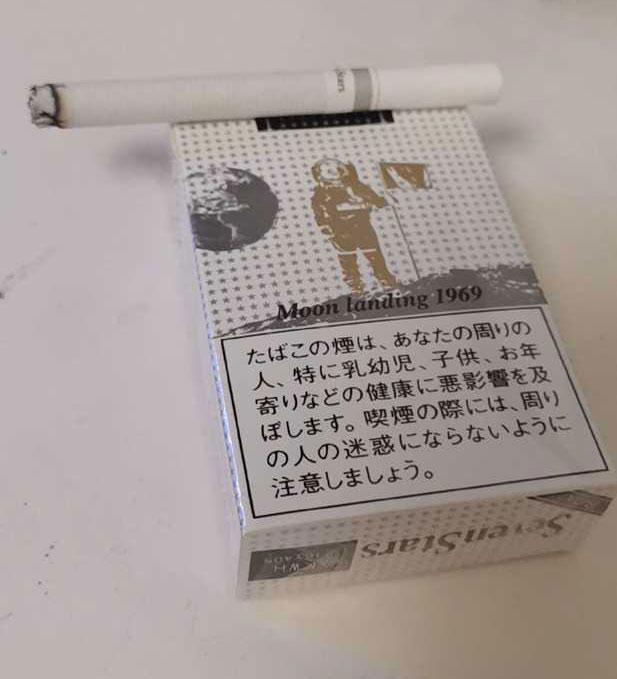 Stars
Moon landing 1969
たばこの煙は、あなたの周りの
人、特に乳幼児、子供、お年
寄りなどの健康に悪影響を及
ぼします。喫煙の際には、周り
の人の迷惑にならないように
注意しましょう。
SevenStars